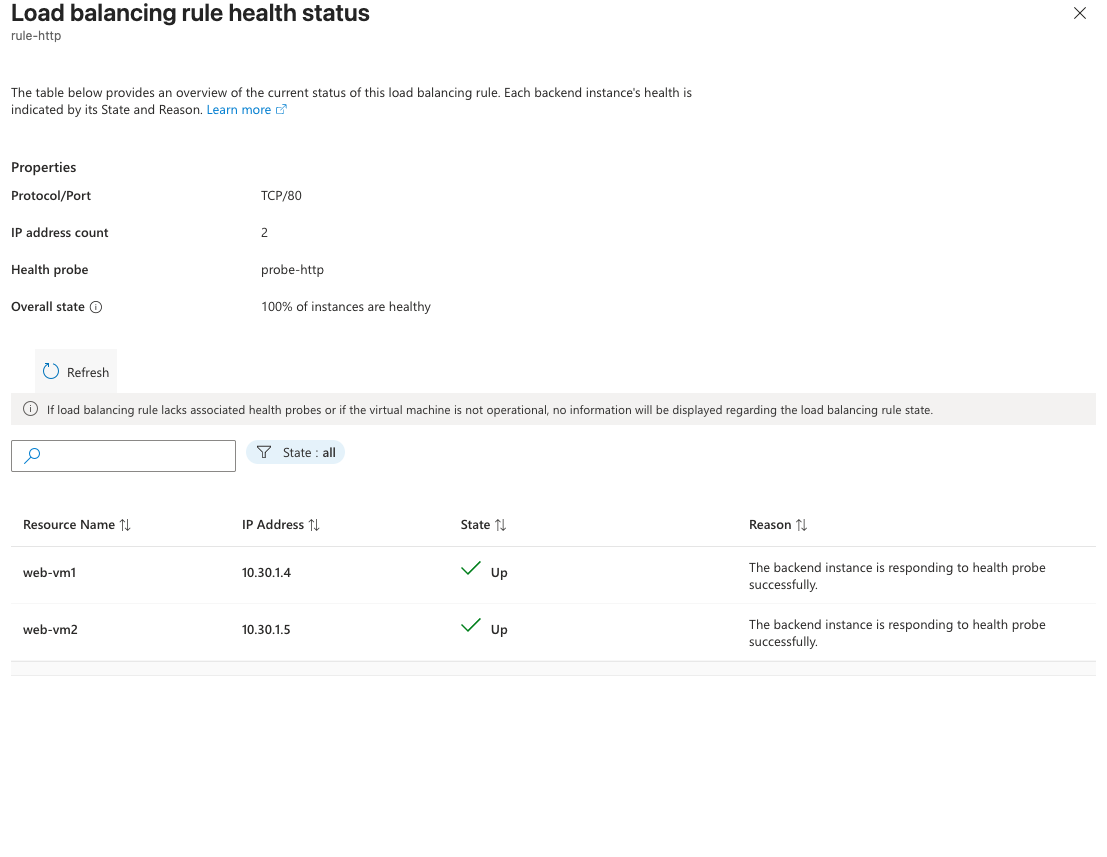 Load balancing rule health status
rule-http
The table below provides an overview of the current status of this load balancing rule. Each backend instance's health is
indicated by its State and Reason. Learn more
Properties
Protocol/Port TCP/80
IP address count 2
Health probe probe-http
Overall state 100% of instances are healthy
Refresh
If load balancing rule lacks associated health probes or if the virtual machine is not operational, no information will be displayed regarding the load balancing rule state.
State : all
Resource Name IP Address State Reason
web-vm1 10.30.1.4 Up The backend instance is responding to health probe
successfully.
web-vm2 10.30.1.5 Up The backend instance is responding to health probe
successfully.